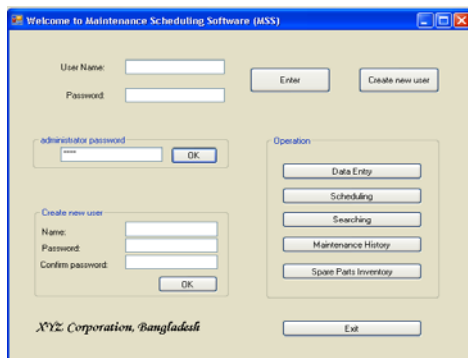 Welcome to Maintenance Scheduling Software (MSS)
User Name:
Password:
Enter
Create new user
administrator password
OK
Create new user
Name:
Password:
Confirm password:
OK
Operation
Data Entry
Scheduling
Searching
Maintenance History
Spare Parts Inventory
XYZ Corporation, Bangladesh
Exit